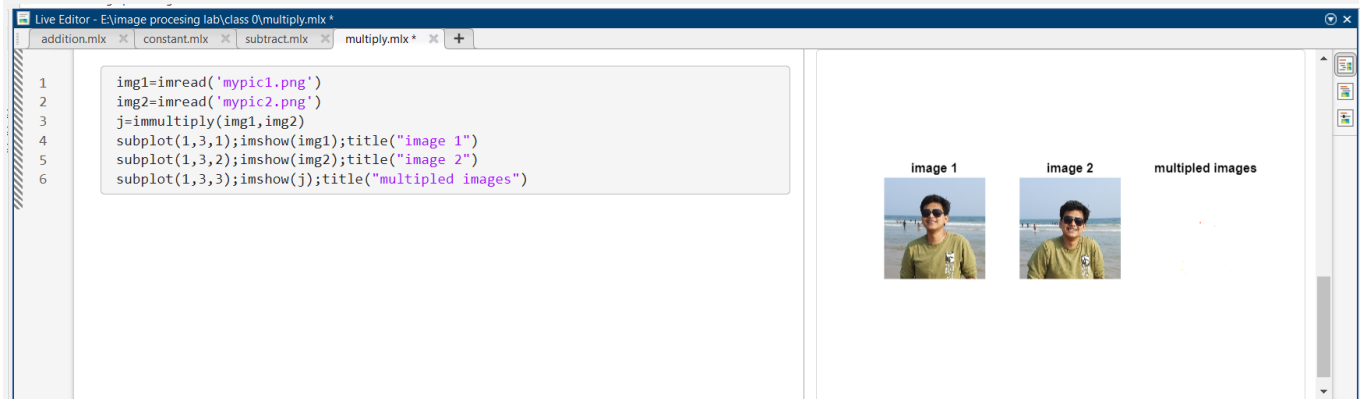 Live Editor - E:\image procesing lab\class 0\multiply.mlx *
addition.mlx × constant.mlx × subtract.mlx × multiply.mlx * × +
1 img1=imread('mypic1.png')
2 img2=imread('mypic2.png')
3 j=immultiply(img1,img2)
4 subplot(1,3,1);imshow(img1);title("image 1")
5 subplot(1,3,2);imshow(img2);title("image 2")
6 subplot(1,3,3);imshow(j);title("multipled images")
image 1 image 2 multipled images